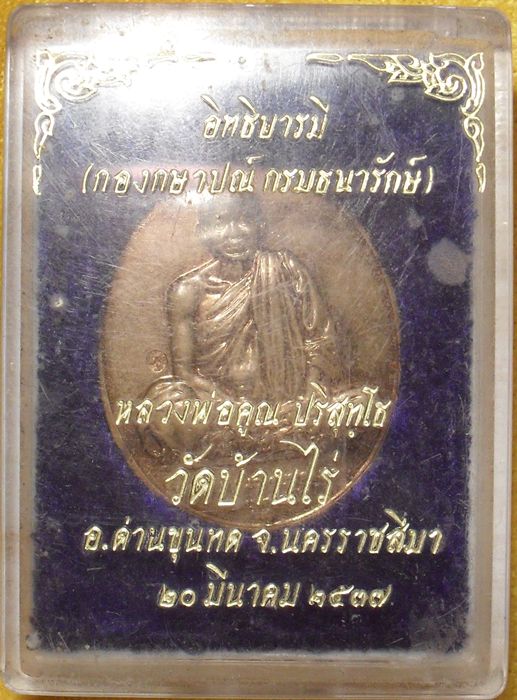 อิทธิบารมี
(กองกษาปณ์ กรมธนารักษ์)
หลวงพ่อคูณ ปริสุทฺโธ
วัดบ้านไร่
อ.ด่านขุนทด จ.นครราชสีมา
๒๐ มีนาคม ๒๕๓๗